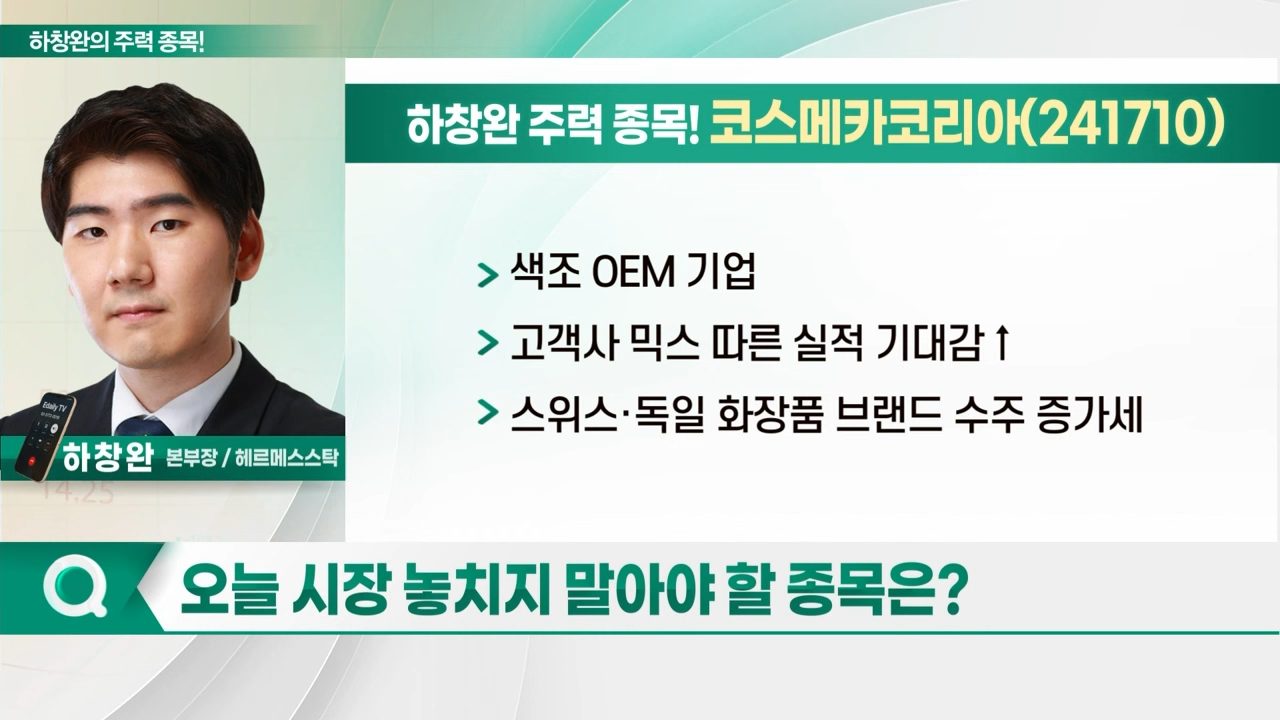 하창완의 주력 종목!
하창완 주력 종목! 코스메카코리아(241710)
> 색조 OEM 기업
> 고객사 믹스 따른 실적 기대감↑
> 스위스·독일 화장품 브랜드 수주 증가세
Edaily TV
하창완 본부장 / 헤르메스스탁
14.25
오늘 시장 놓치지 말아야 할 종목은?